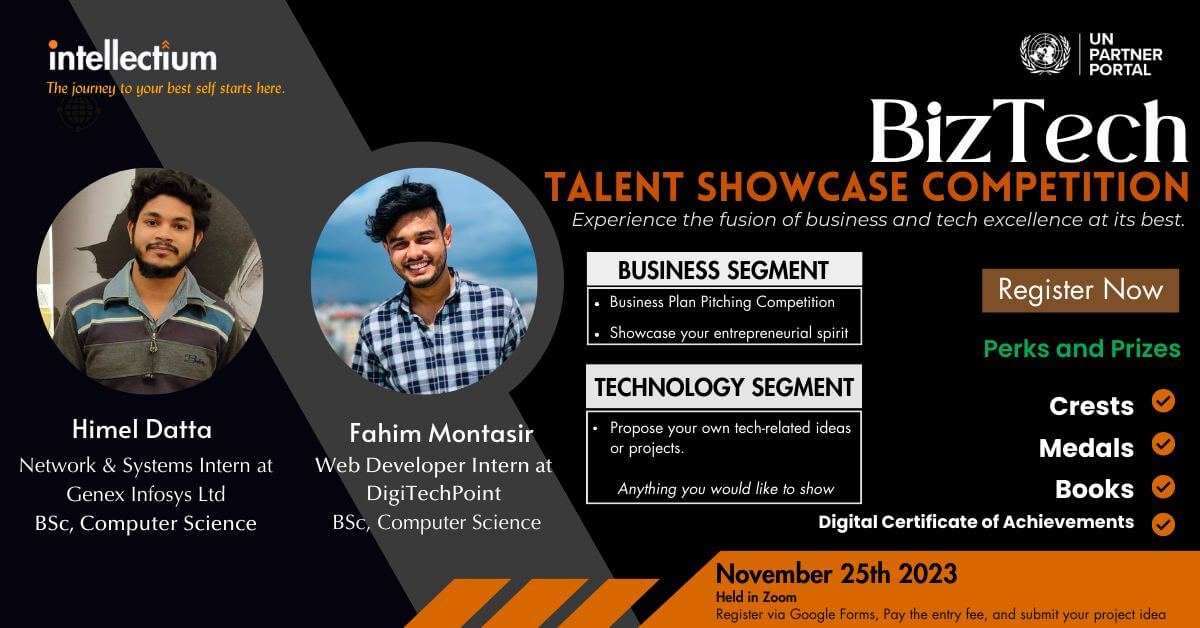 intellectium
The journey to your best self starts here.
UN
PARTNER
PORTAL
BizTech
TALENT SHOWCASE COMPETITION
Experience the fusion of business and tech excellence at its best.
BUSINESS SEGMENT
• Business Plan Pitching Competition
• Showcase your entrepreneurial spirit
TECHNOLOGY SEGMENT
• Propose your own tech-related ideas
or projects.
Anything you would like to show
Register Now
Perks and Prizes
Crests
Medals
Books
Digital Certificate of Achievements
Himel Datta
Network & Systems Intern at
Genex Infosys Ltd
BSc, Computer Science
Fahim Montasir
Web Developer Intern at
DigiTechPoint
BSc, Computer Science
November 25th 2023
Held in Zoom
Register via Google Forms, Pay the entry fee, and submit your project idea